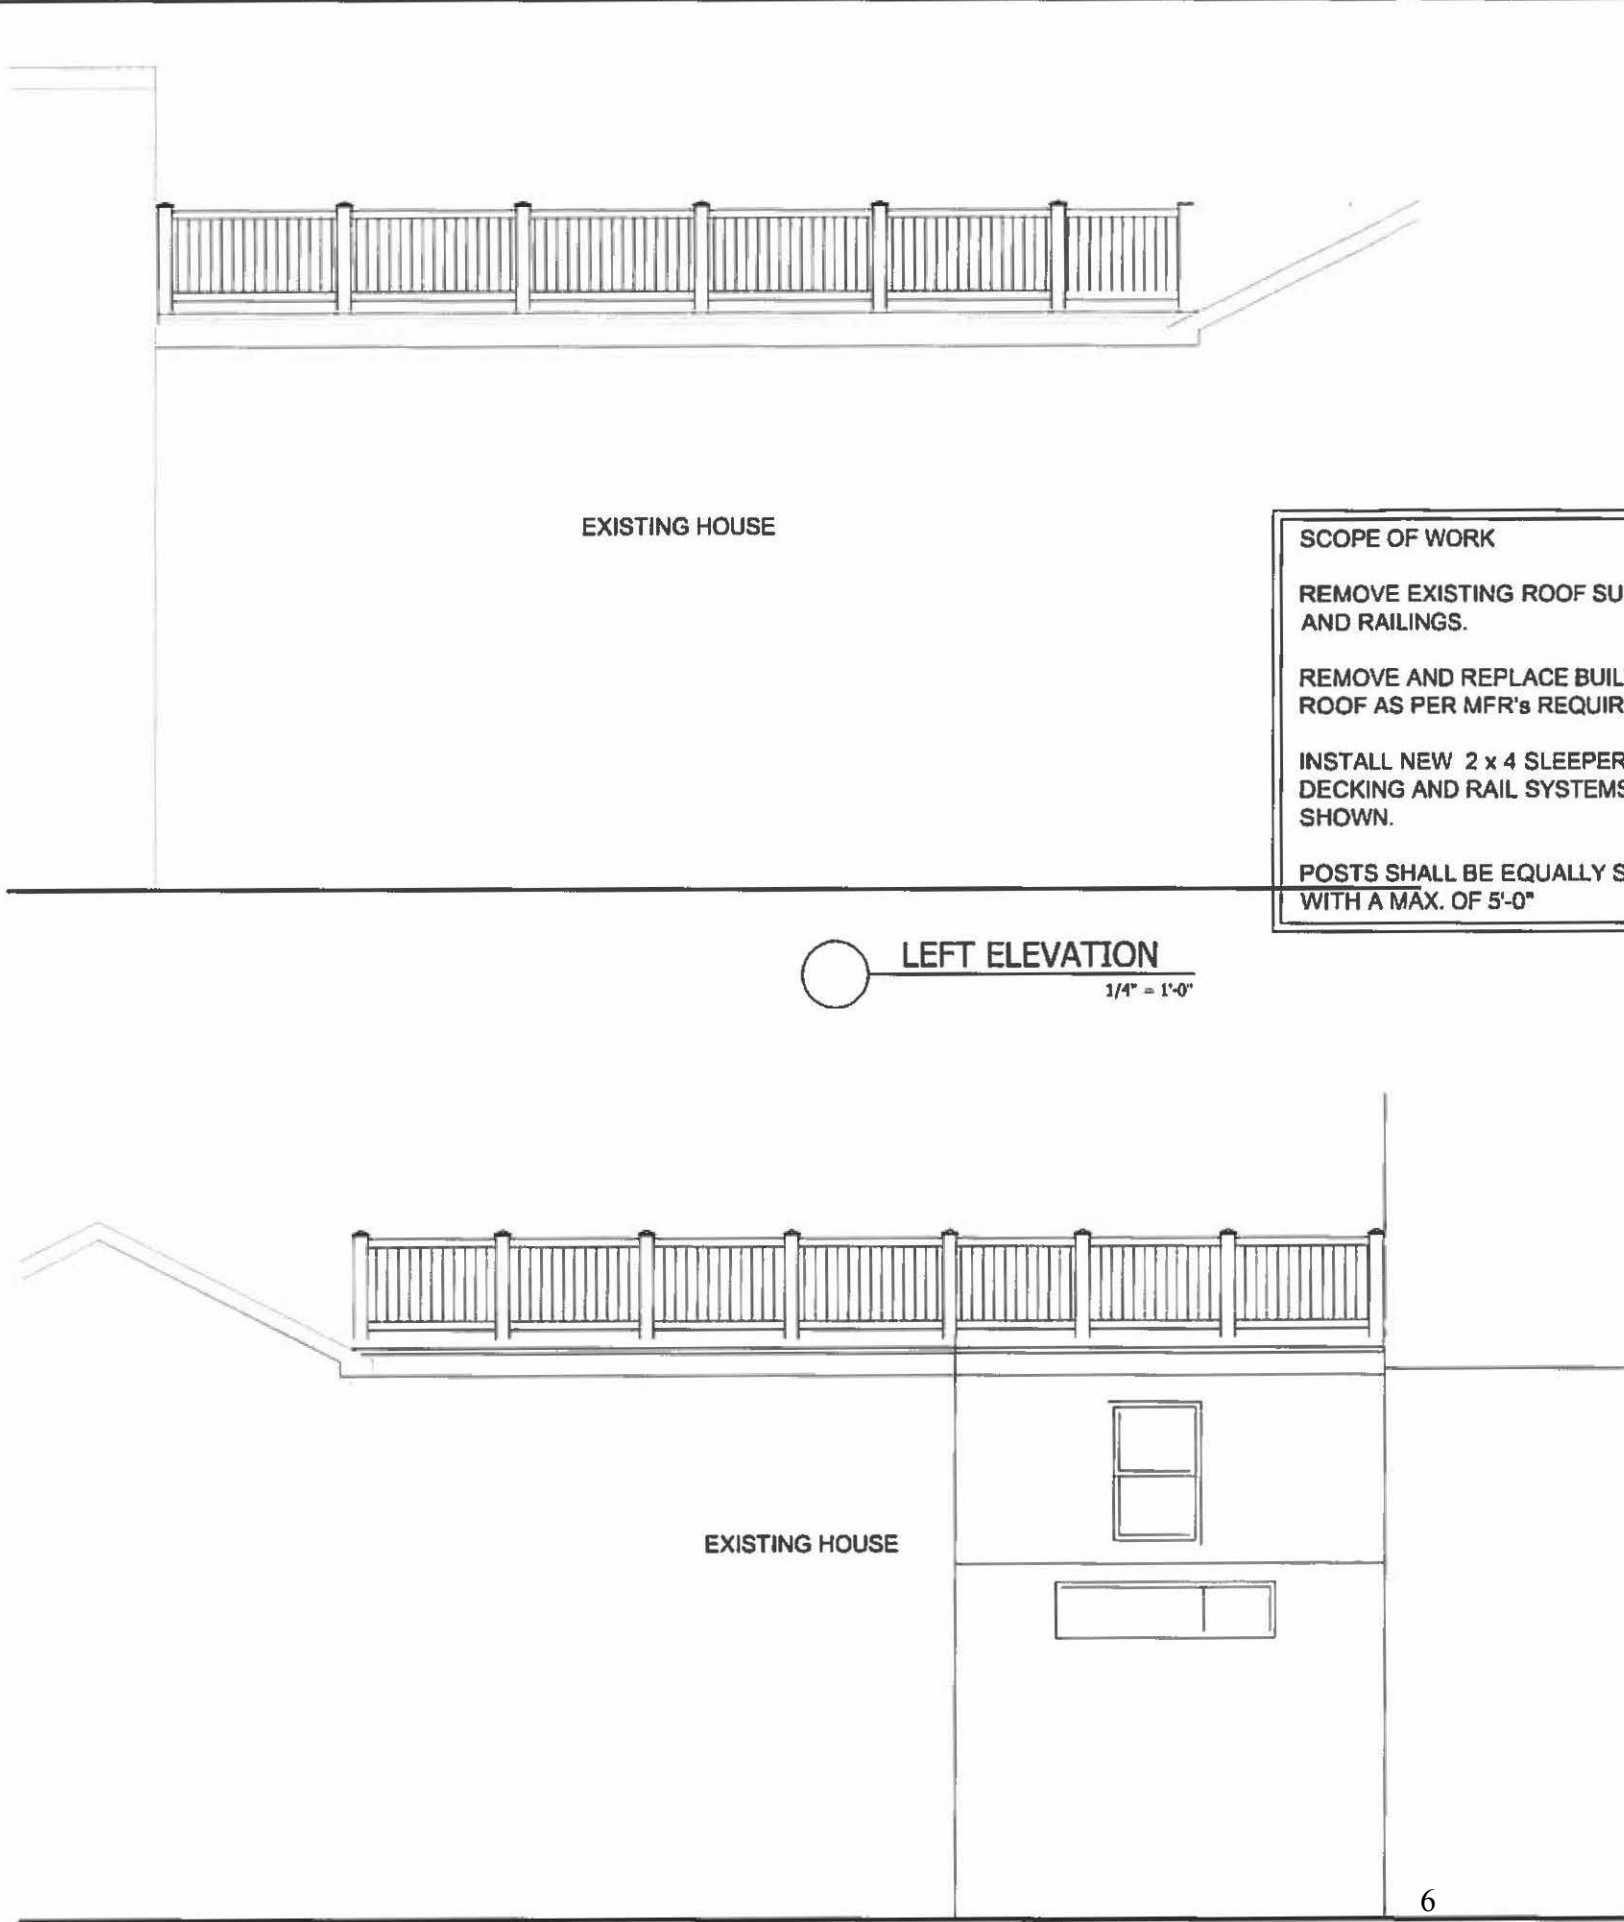 EXISTING HOUSE
SCOPE OF WORK
REMOVE EXISTING ROOF SU
AND RAILINGS.
REMOVE AND REPLACE BUIL
ROOF AS PER MFR's REQUIR
INSTALL NEW 2 x 4 SLEEPER
DECKING AND RAIL SYSTEMS
SHOWN.
POSTS SHALL BE EQUALLY S
WITH A MAX. OF 5'-0"
LEFT ELEVATION
1/4" = 1'-0"
EXISTING HOUSE
6